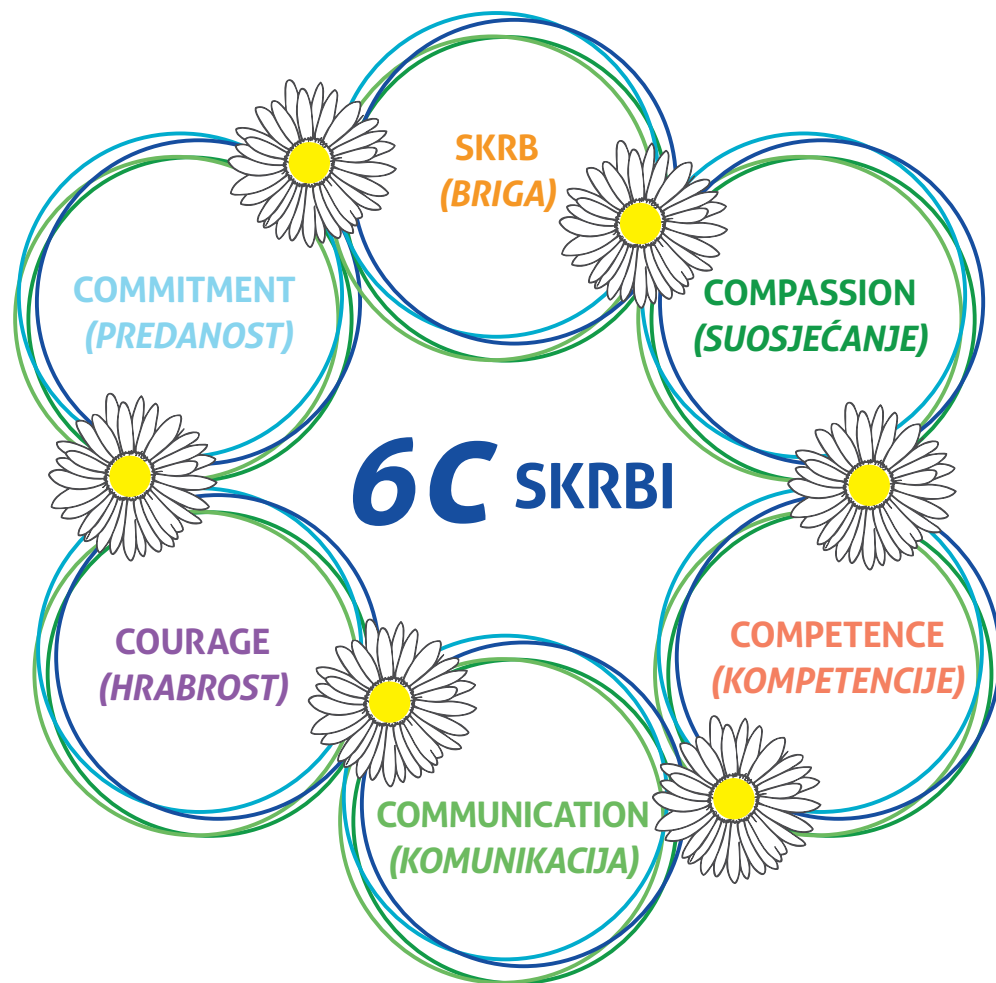 SKRB
(BRIGA)
COMPASSION
(SUOSJEĆANJE)
COMPETENCE
(KOMPETENCIJE)
COMMUNICATION
(KOMUNIKACIJA)
COURAGE
(HRABROST)
COMMITMENT
(PREDANOST)
6C SKRBI